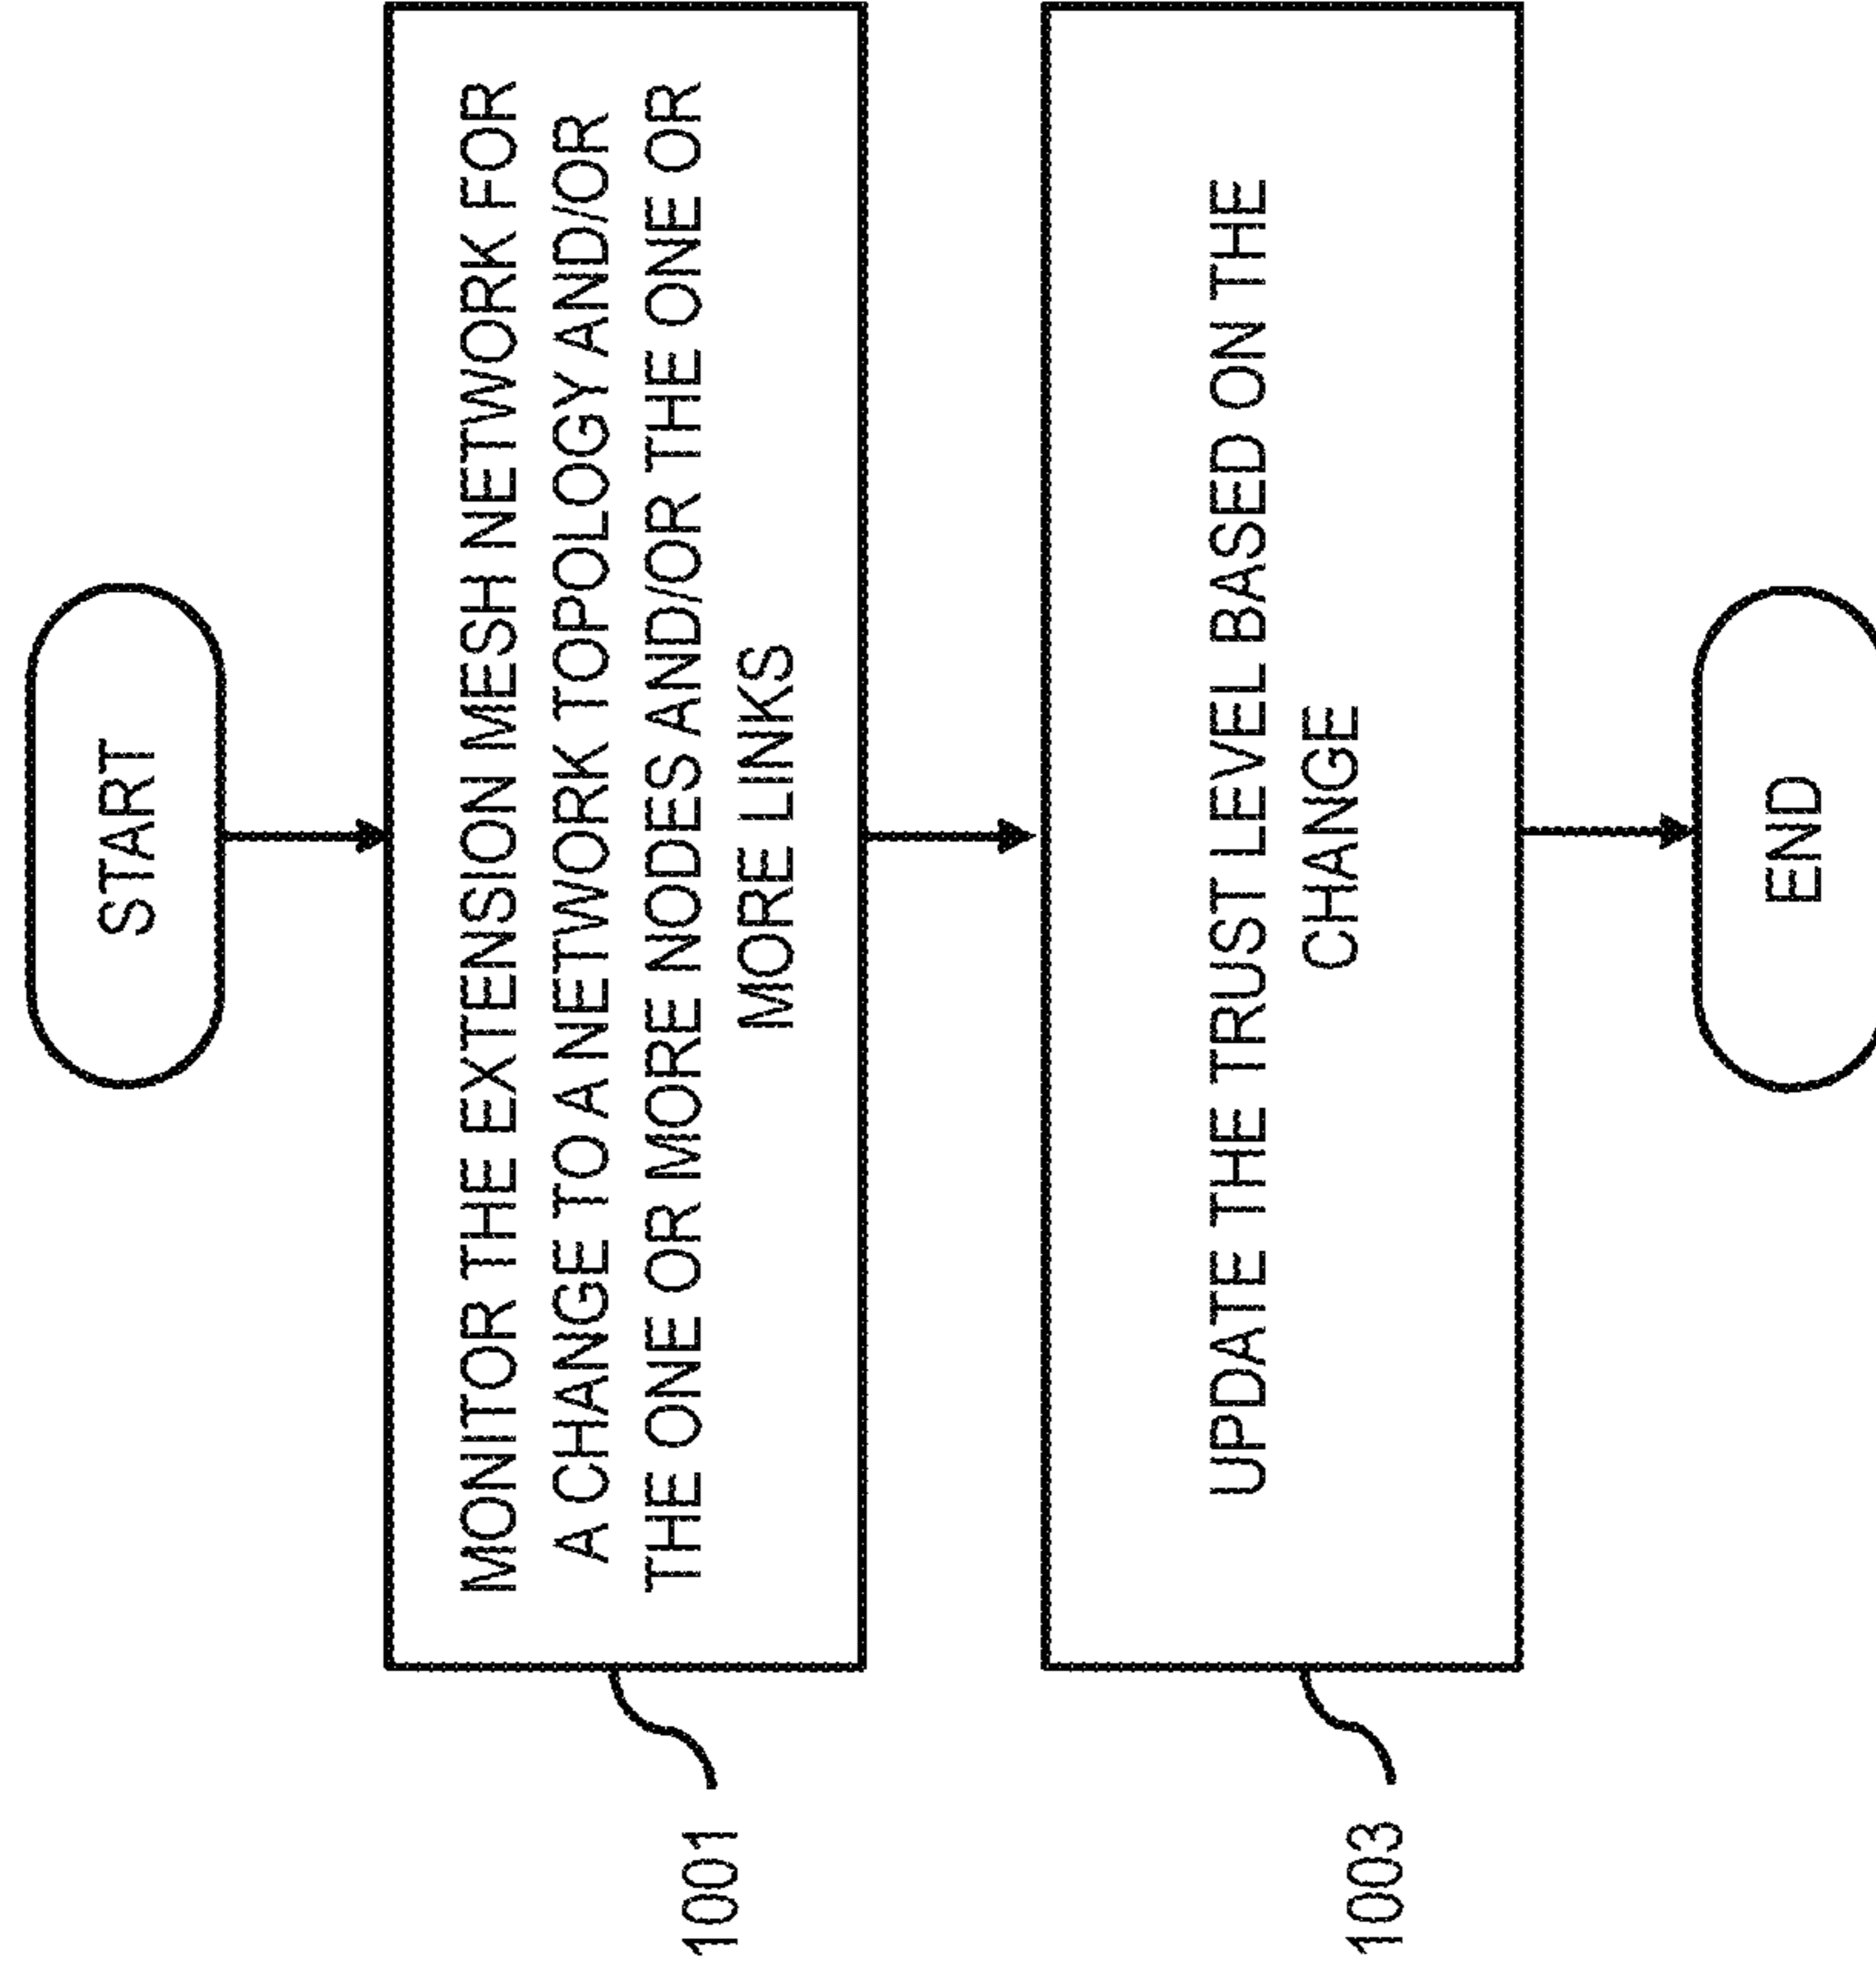 START
MONITOR THE EXTENSION MESH NETWORK FOR
A CHANGE TO A NETWORK TOPOLOGY AND/OR
THE ONE OR MORE NODES AND/OR THE ONE OR
MORE LINKS
1001
UPDATE THE TRUST LEVEL BASED ON THE
CHANGE
1003
END